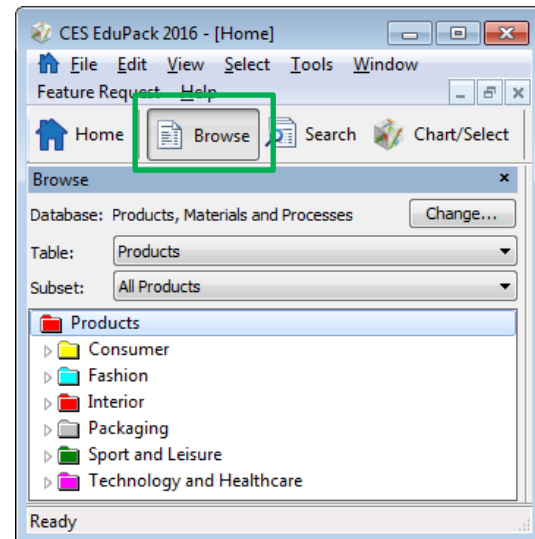 CES EduPack 2016 - [Home]
File Edit View Select Tools Window
Feature Request Help
Home Browse Search Chart/Select
Browse
Database: Products, Materials and Processes Change...
Table: Products
Subset: All Products
Products
Consumer
Fashion
Interior
Packaging
Sport and Leisure
Technology and Healthcare
Ready